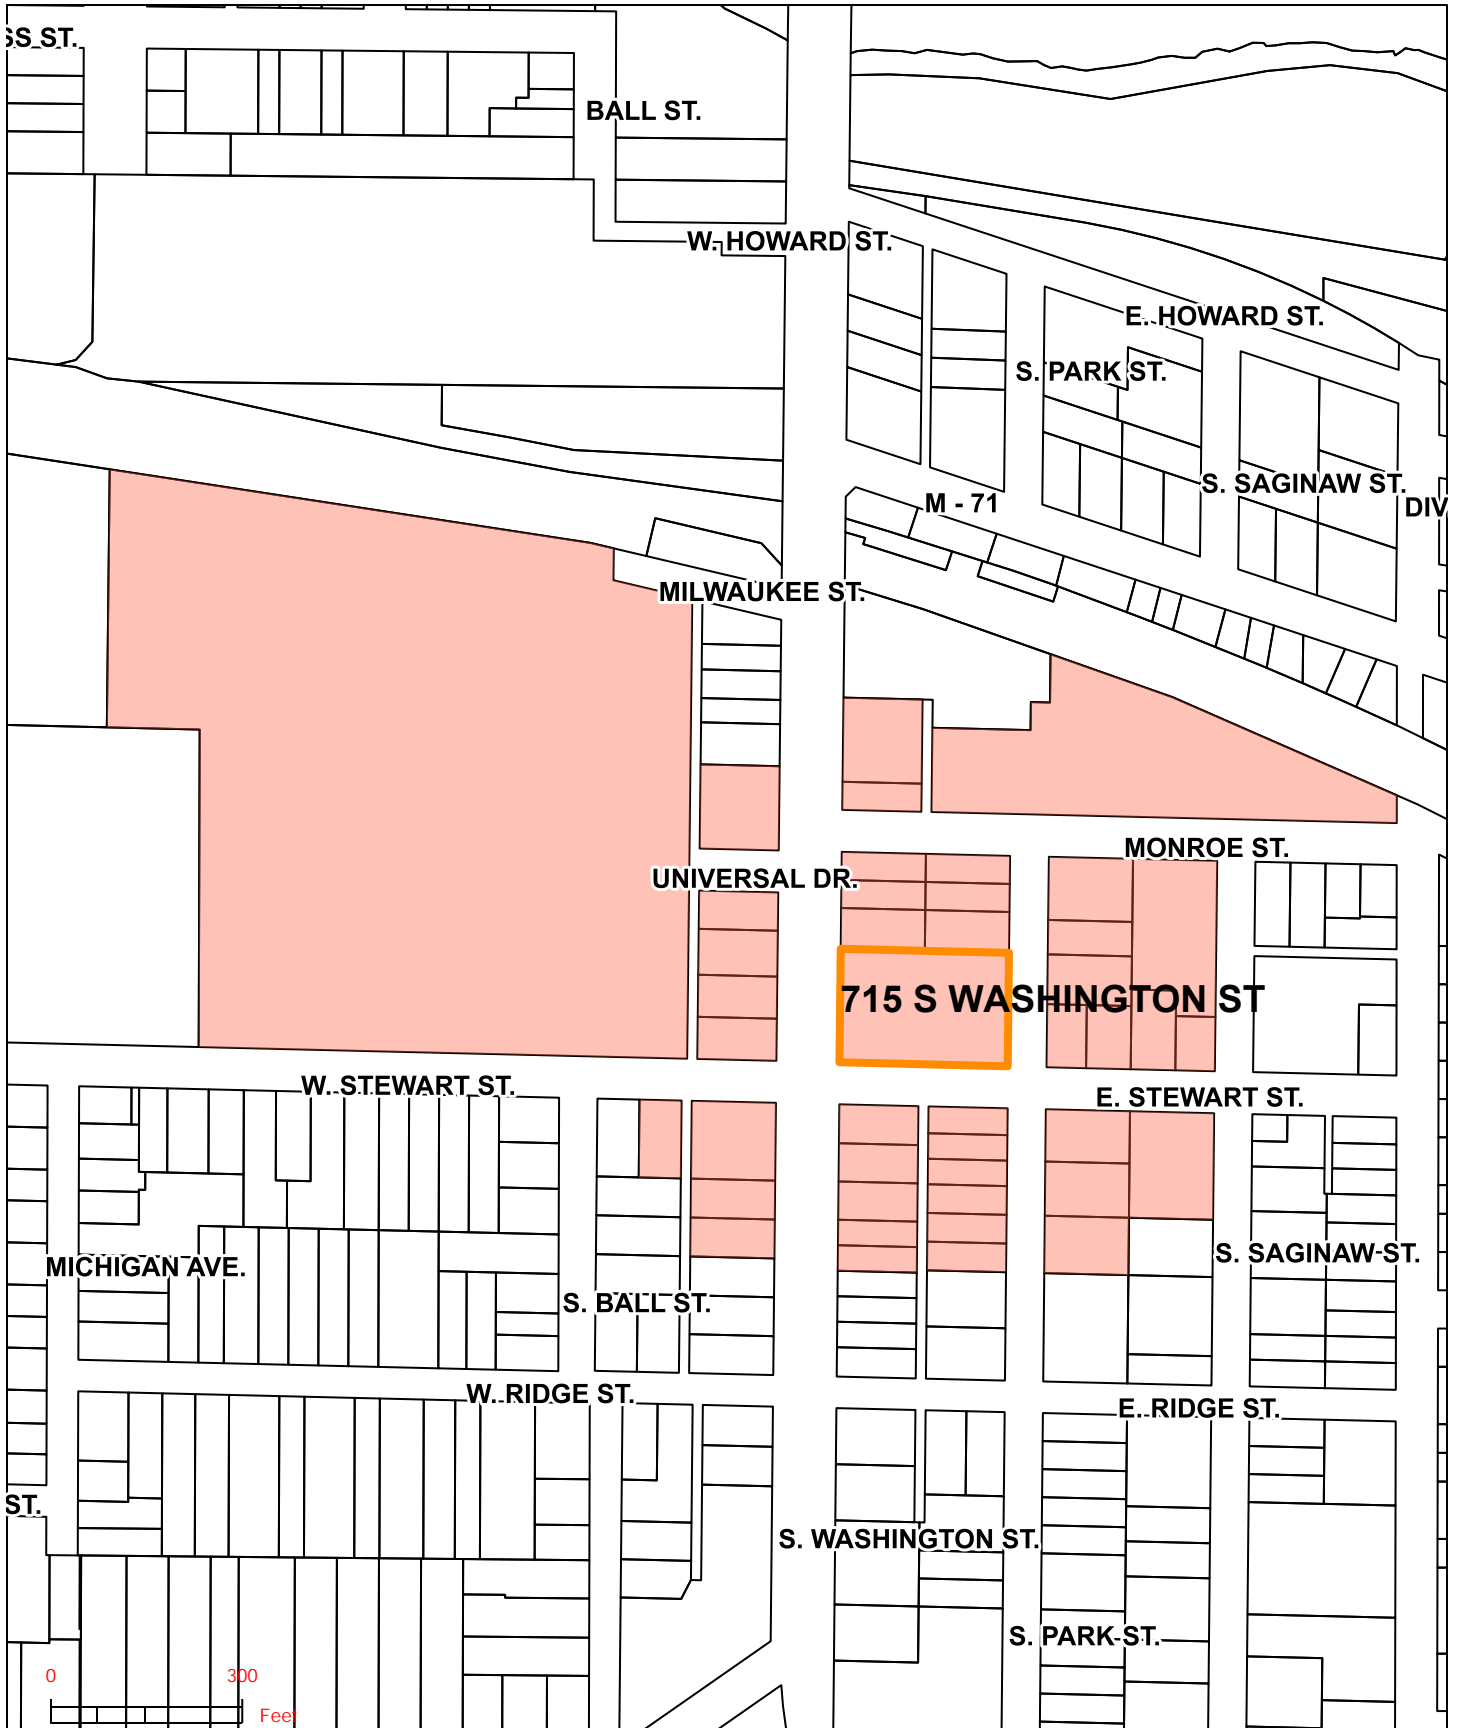 SS ST.
BALL ST.
W. HOWARD ST.
E. HOWARD ST.
S. PARK ST.
S. SAGINAW ST.
M - 71
DIV
MILWAUKEE ST.
MONROE ST.
UNIVERSAL DR.
715 S WASHINGTON ST
W. STEWART ST.
E. STEWART ST.
S. SAGINAW ST.
MICHIGAN AVE.
S. BALL ST.
W. RIDGE ST.
E. RIDGE ST.
ST.
S. WASHINGTON ST.
S. PARK ST.
0 300
Feet